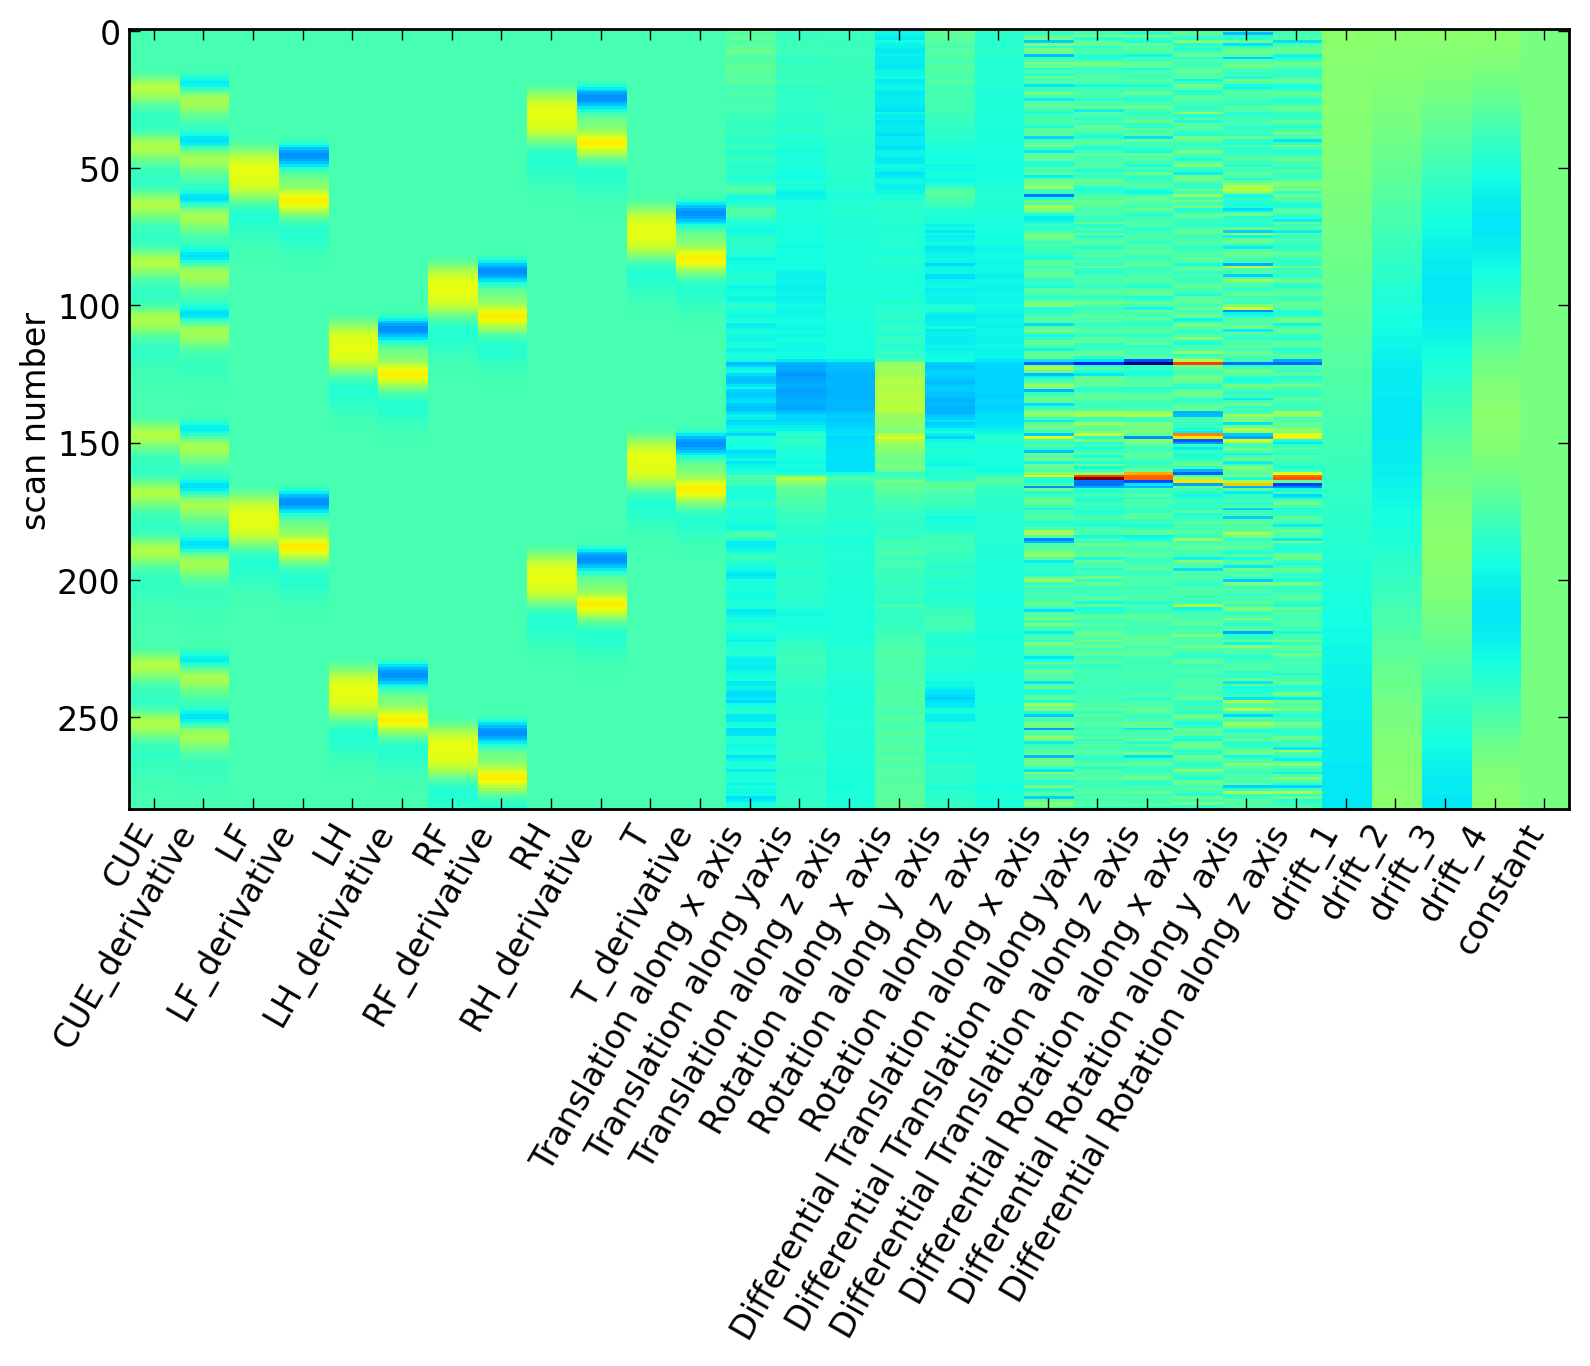 0
50
100
150
200
250
scan number
CUE
CUE_derivative
LF
LF_derivative
LH
LH_derivative
RF
RF_derivative
RH
RH_derivative
T
T_derivative
Translation along x axis
Translation along yaxis
Translation along z axis
Rotation along x axis
Rotation along y axis
Rotation along z axis
Differential Translation along x axis
Differential Translation along yaxis
Differential Translation along z axis
Differential Rotation along x axis
Differential Rotation along y axis
Differential Rotation along z axis
drift_1
drift_2
drift_3
drift_4
constant